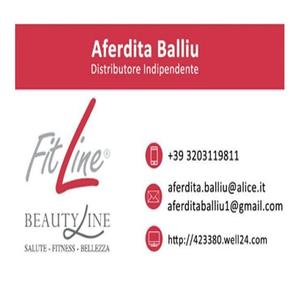 Aferdita Balliu
Distributore Indipendente
FitLine®
BEAUTYLINE
SALUTE - FITNESS - BELLEZZA
+39 3203119811
aferdita.balliu@alice.it
aferditaballiu1@gmail.com
http://423380.well24.com